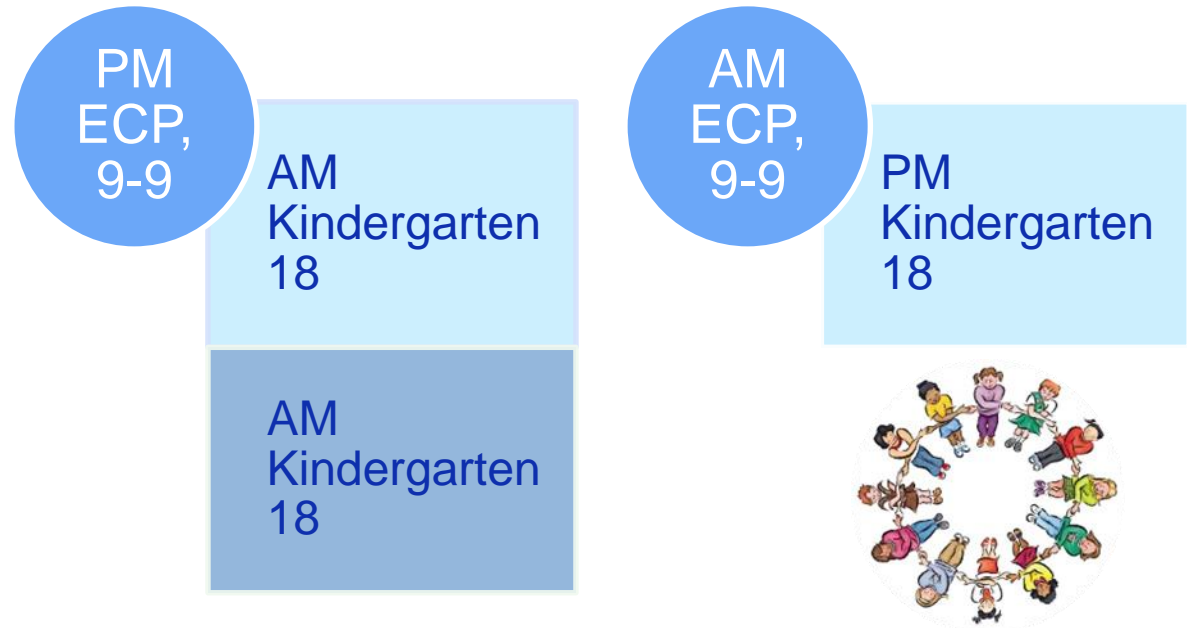 PM
ECP,
9-9
AM
Kindergarten
18
AM
Kindergarten
18
AM
ECP,
9-9
PM
Kindergarten
18